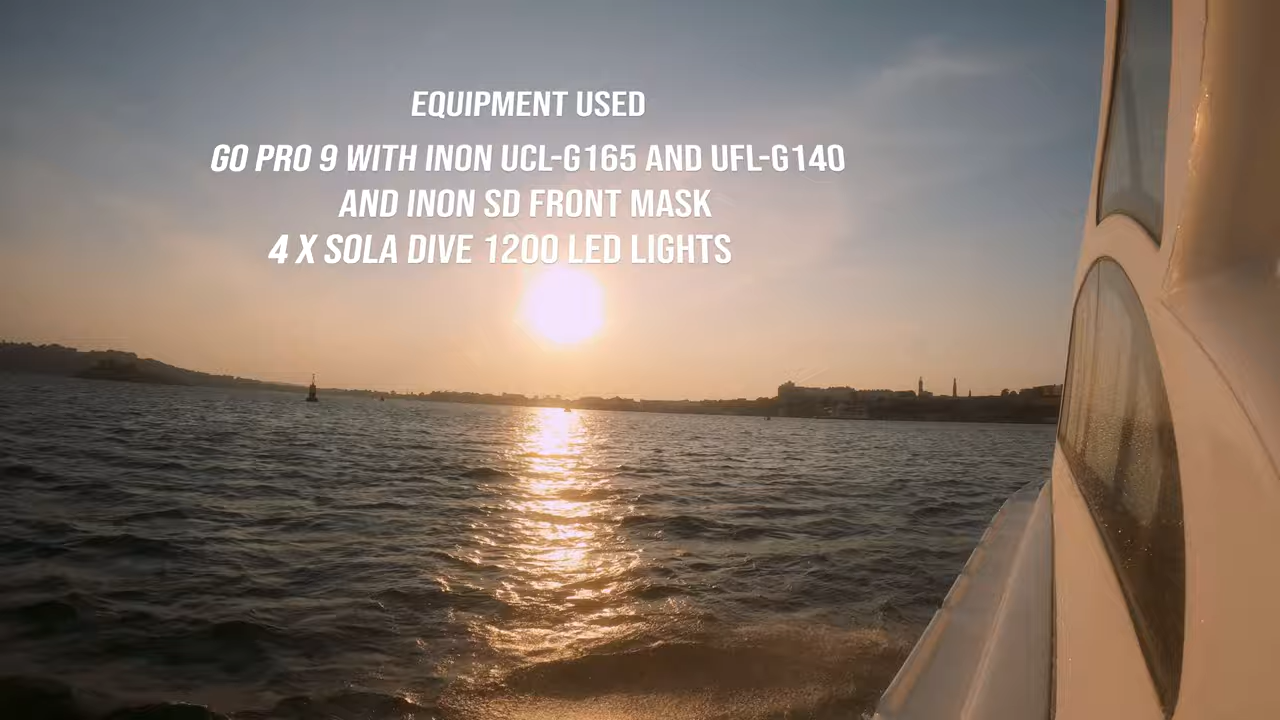 EQUIPMENT USED
GO PRO 9 WITH INON UCL-G165 AND UFL-G140
AND INON SD FRONT MASK
4 X SOLA DIVE 1200 LED LIGHTS